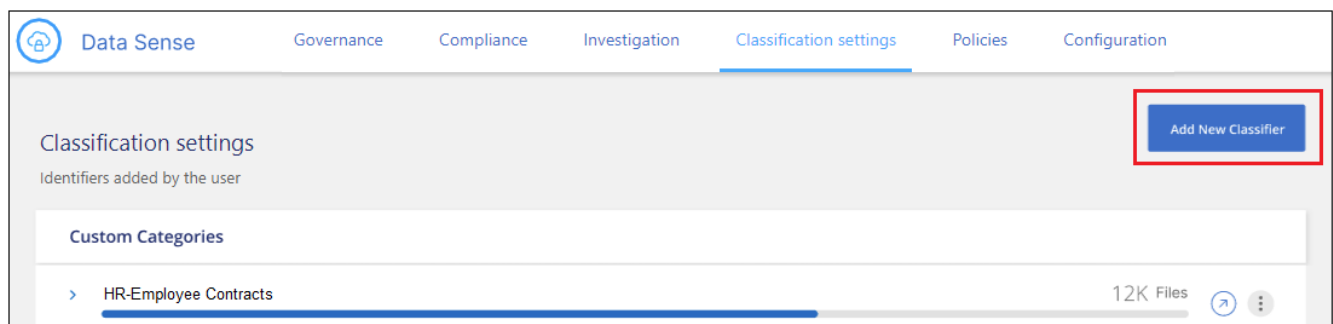 Data Sense Governance Compliance Investigation Classification settings Policies Configuration
Add New Classifier
Classification settings
Identifiers added by the user
Custom Categories
HR-Employee Contracts 12K Files